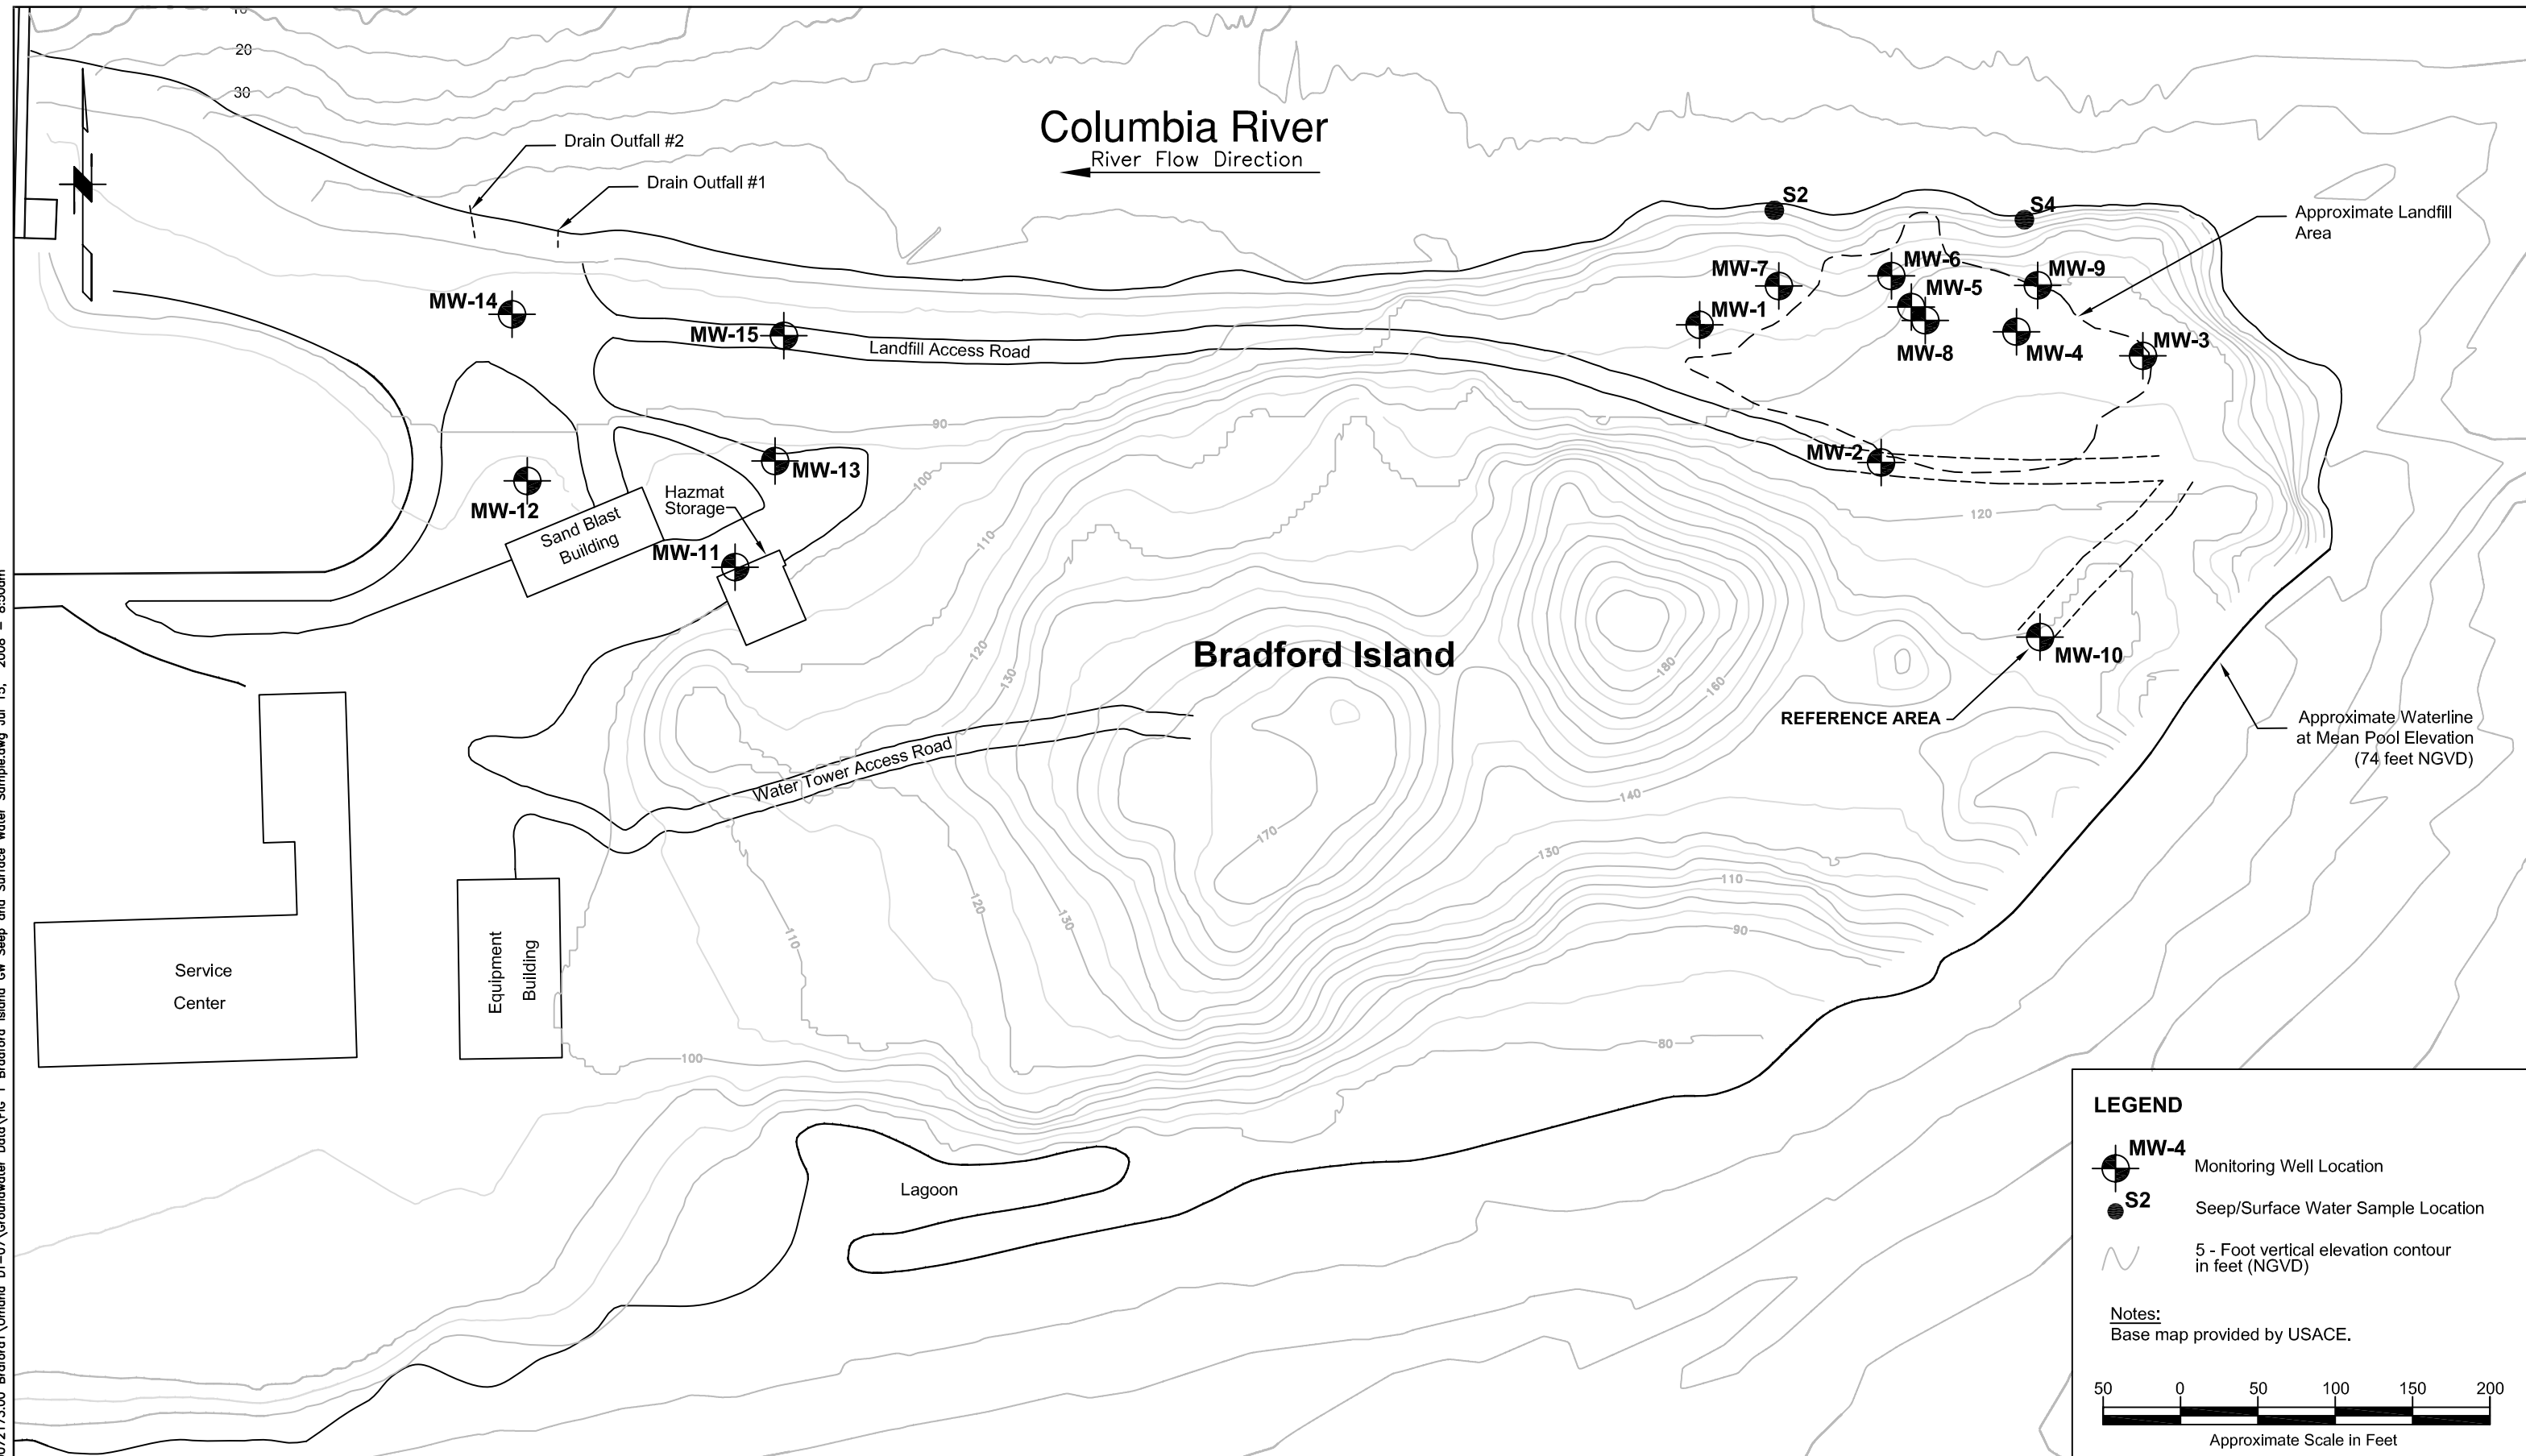 10
20
30
Columbia River
River Flow Direction
Drain Outfall #2
Drain Outfall #1
S2
S4
Approximate Landfill
Area
MW-7
MW-6
MW-9
MW-5
MW-1
MW-14
MW-15
Landfill Access Road
MW-8
MW-4
MW-3
90
MW-2
MW-13
MW-12
Hazmat
Storage
100
Sand Blast
Building
MW-11
110
120
120
130
Bradford Island
180
160
MW-10
REFERENCE AREA
Approximate Waterline
at Mean Pool Elevation
(74 feet NGVD)
Water Tower Access Road
140
170
130
110
120
130
90
110
Service
Center
Equipment
Building
100
80
Lagoon
LEGEND
MW-4
Monitoring Well Location
S2
Seep/Surface Water Sample Location
5 - Foot vertical elevation contour
in feet (NGVD)
Notes:
Base map provided by USACE.
50 0 50 100 150 200
Approximate Scale in Feet